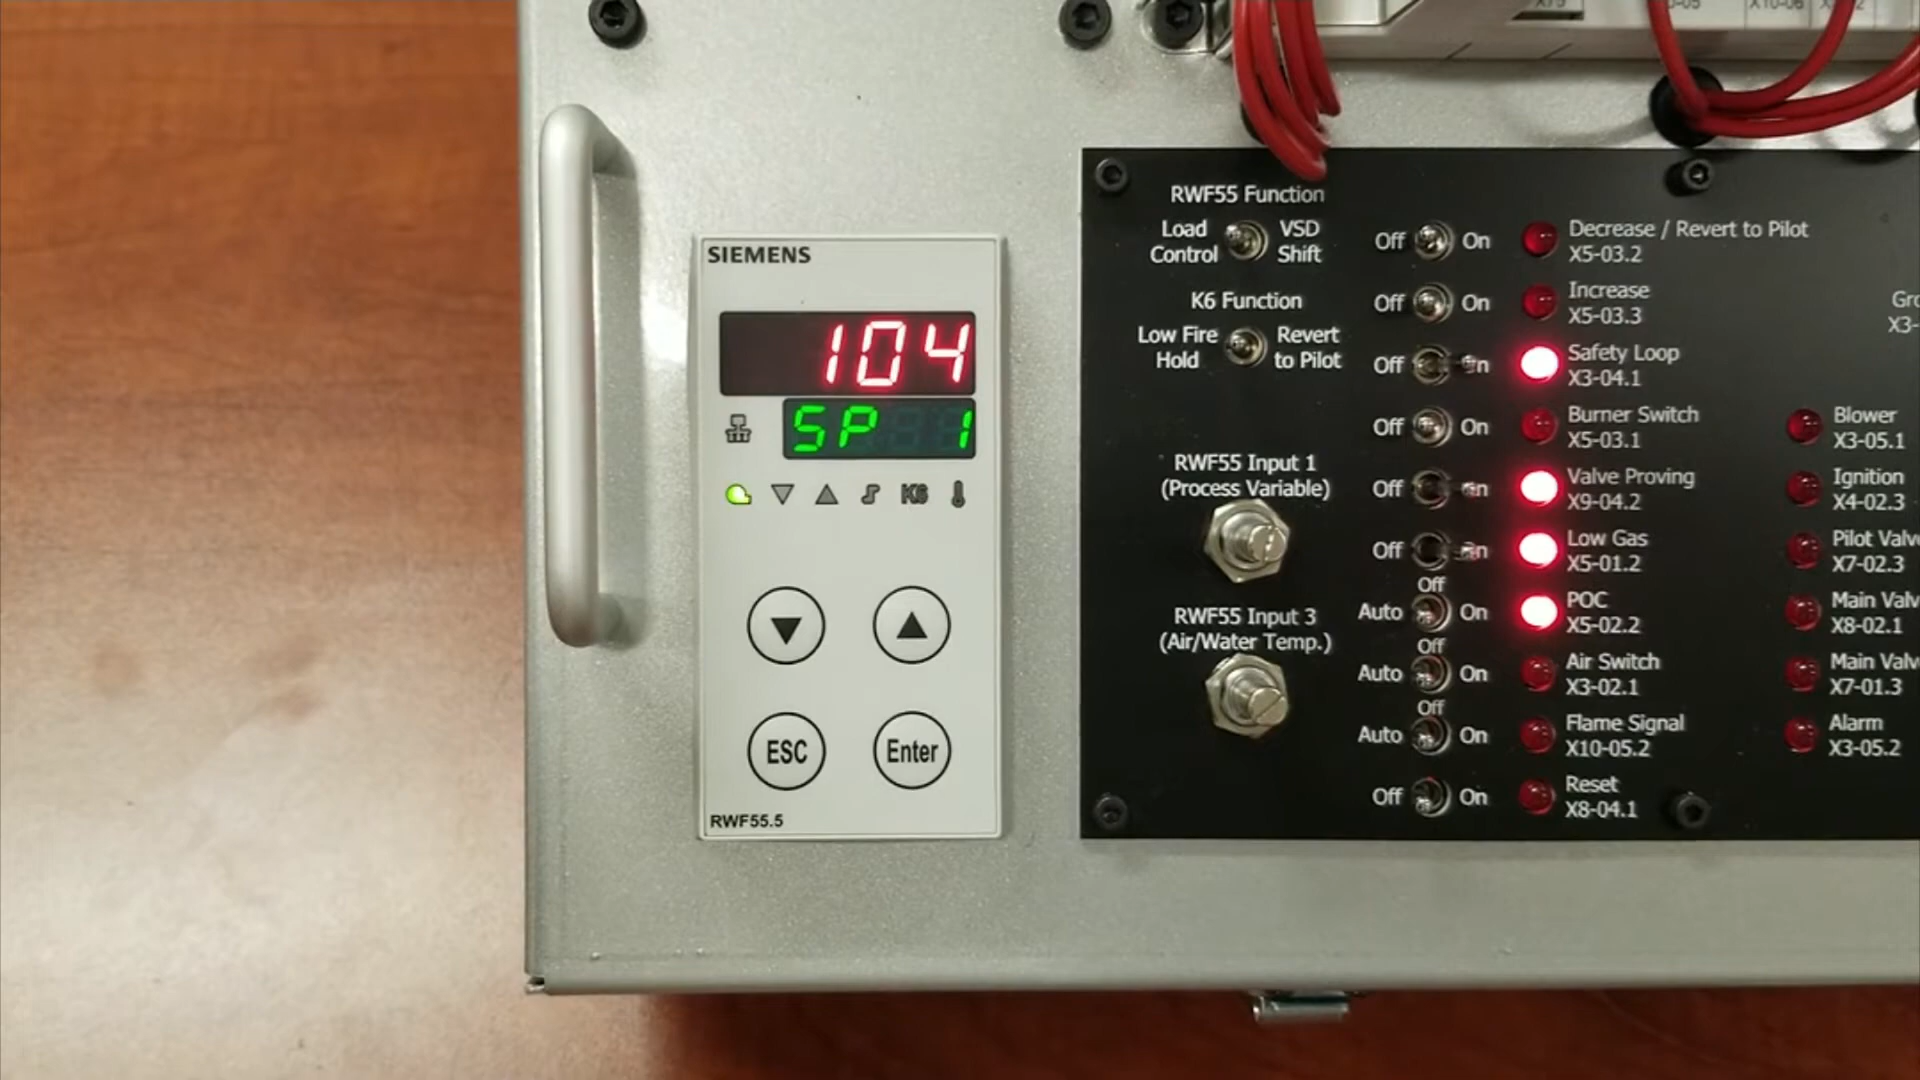 X10-06
SIEMENS
104
SP 1
K6
ESC
Enter
RWF55.5
RWF55 Function
Load
Control
VSD
Shift
K6 Function
Low Fire
Hold
Revert
to Pilot
RWF55 Input 1
(Process Variable)
RWF55 Input 3
(Air/Water Temp.)
Off On
Decrease / Revert to Pilot
X5-03.2
Off On
Increase
X5-03.3
Off
Safety Loop
X3-04.1
Off On
Burner Switch
X5-03.1
Off
Valve Proving
X9-04.2
Off
Low Gas
X5-01.2
Off
Auto On
POC
X5-02.2
Off
Auto On
Air Switch
X3-02.1
Off
Auto On
Flame Signal
X10-05.2
Off On
Reset
X8-04.1
Blower
X3-05.1
Ignition
X4-02.3
Pilot
X7-02.3
Main
X8-02.1
Main
X7-01.3
Alarm
X3-05.2